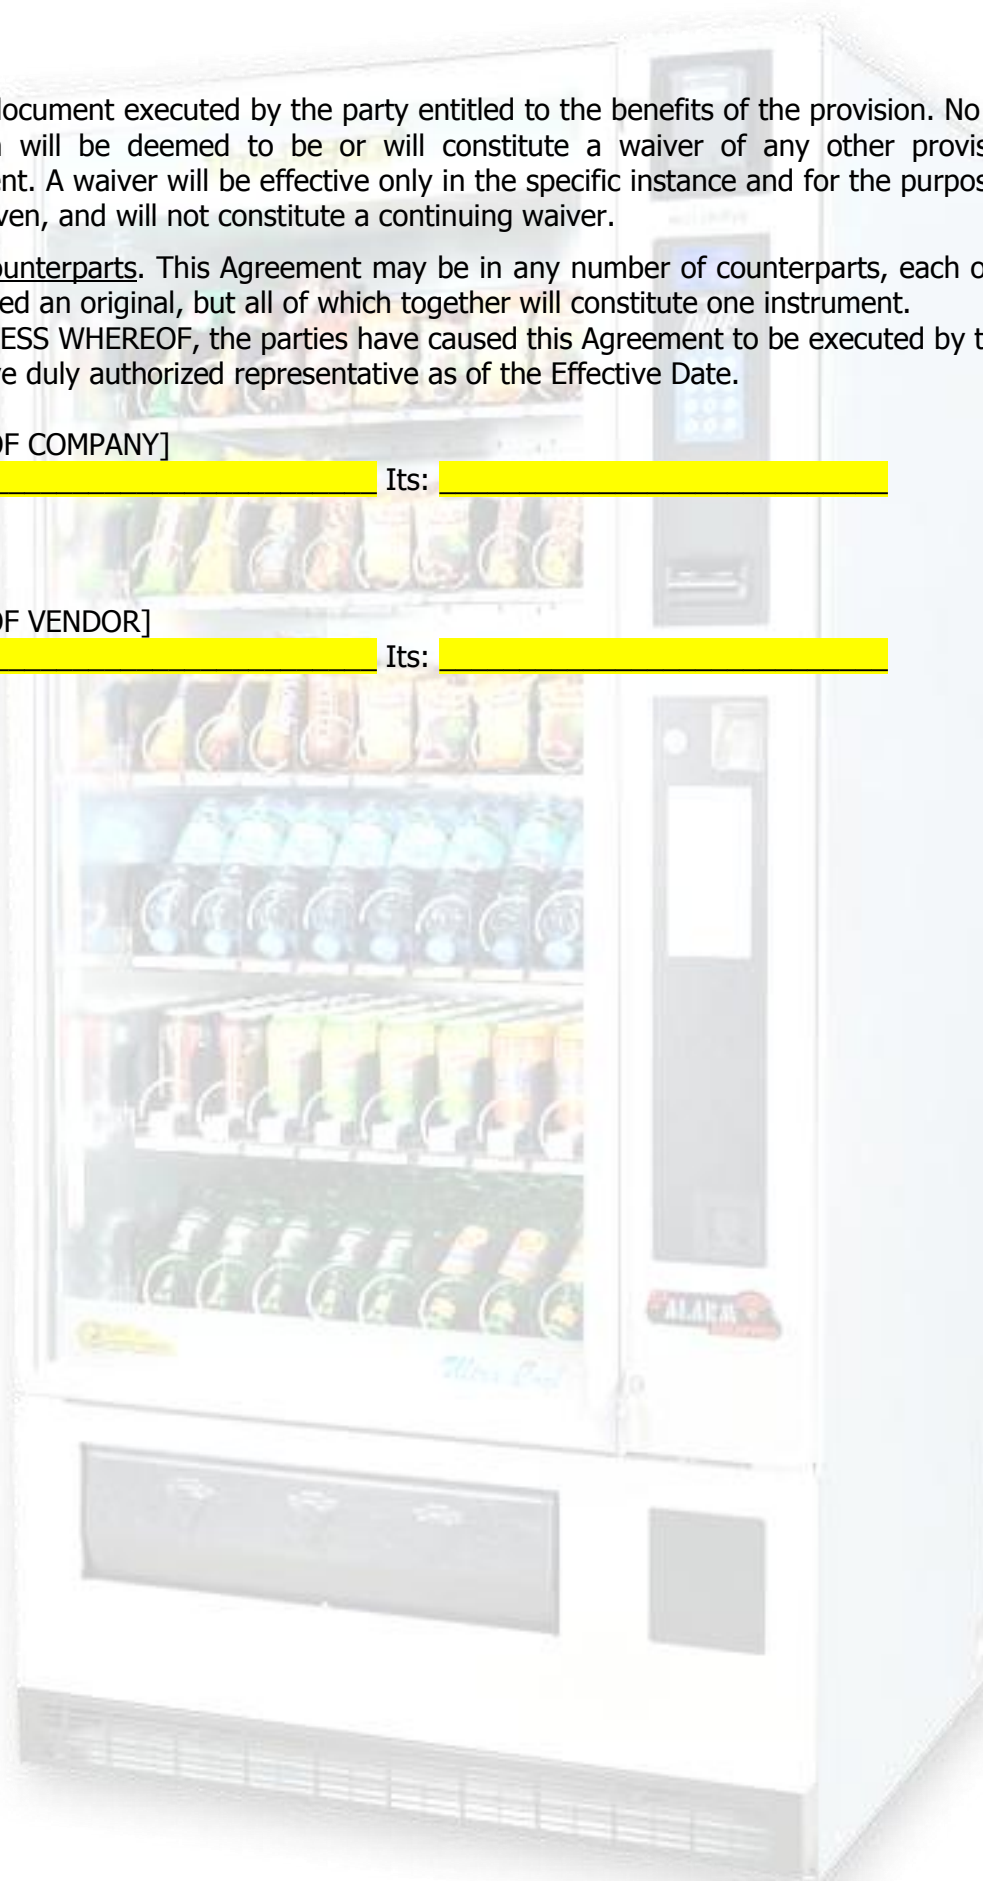 document executed by the party entitled to the benefits of the provision. No
will be deemed to be or will constitute a waiver of any other provis
ent. A waiver will be effective only in the specific instance and for the purpos
ven, and will not constitute a continuing waiver.
ounterparts. This Agreement may be in any number of counterparts, each o
ed an original, but all of which together will constitute one instrument.
ESS WHEREOF, the parties have caused this Agreement to be executed by t
ve duly authorized representative as of the Effective Date.
OF COMPANY]
Its:
OF VENDOR]
Its:
ALARM